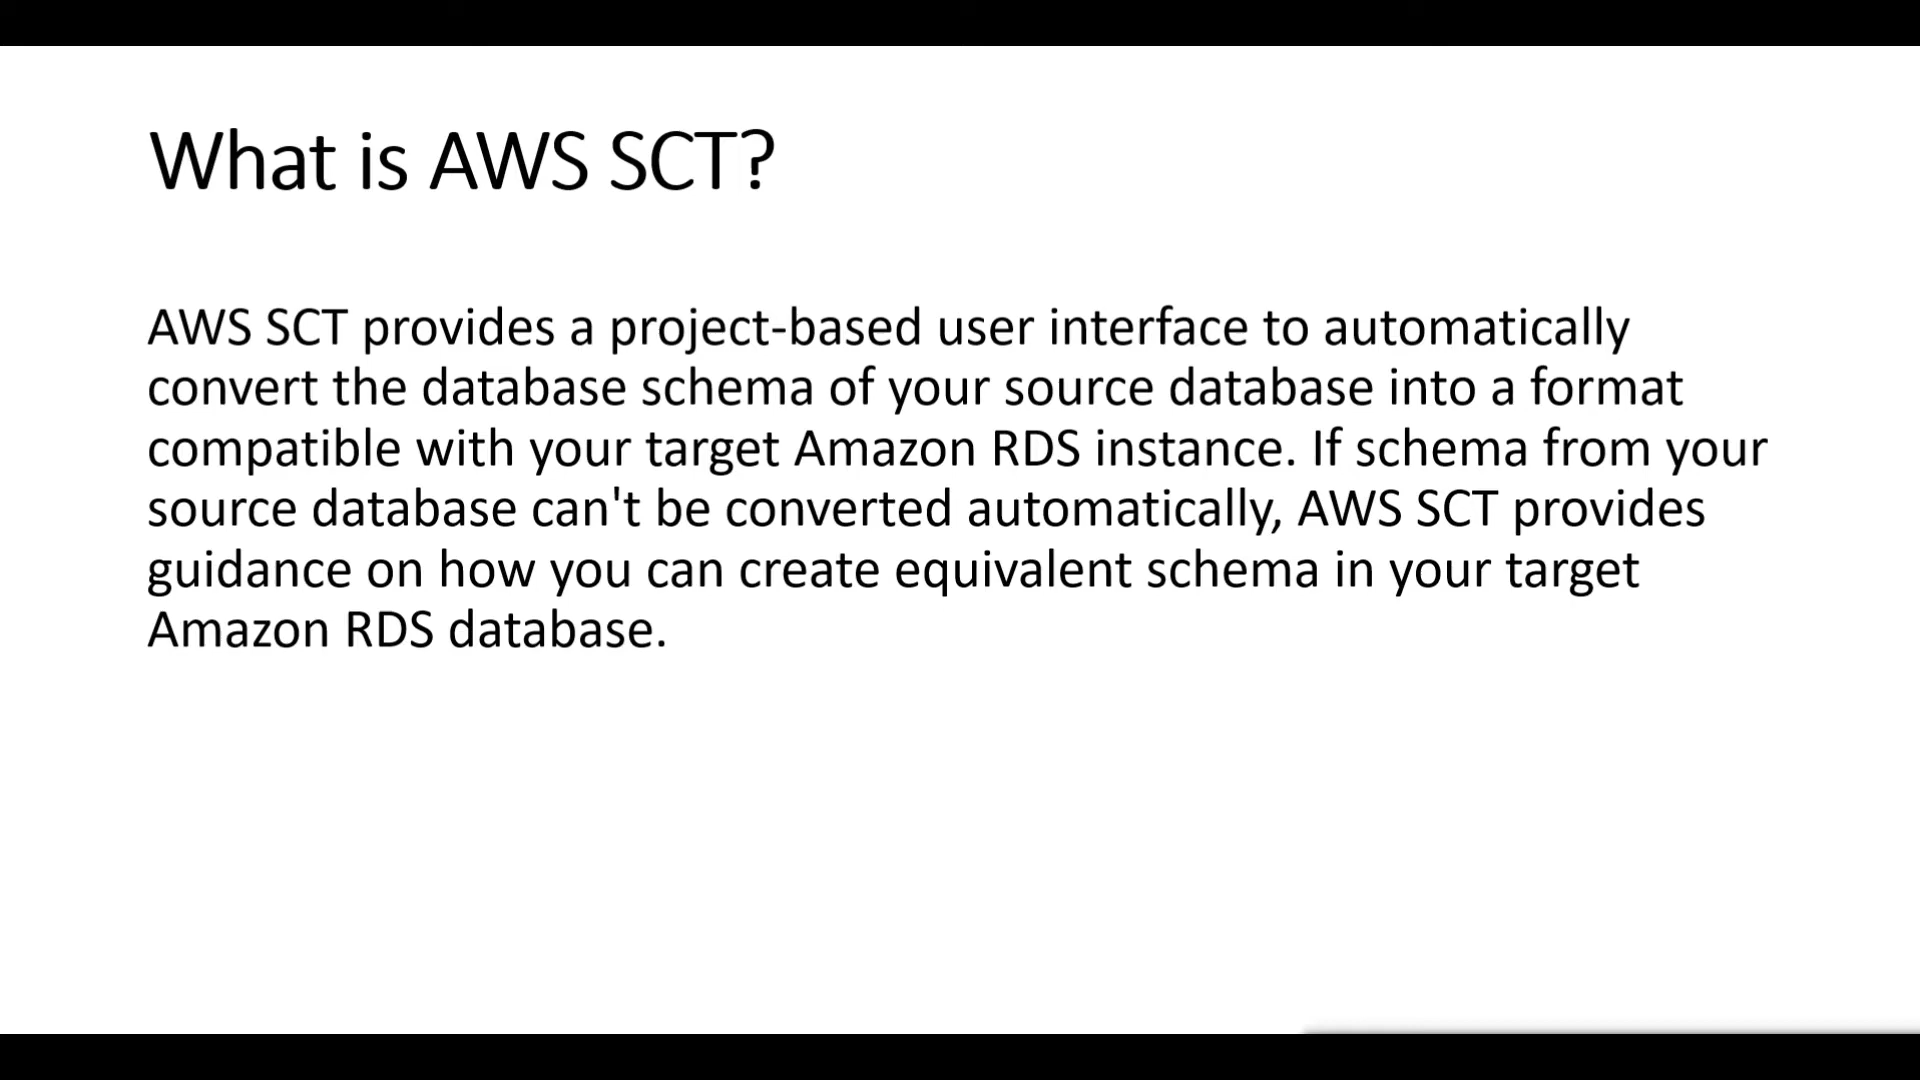 What is AWS SCT?
AWS SCT provides a project-based user interface to automatically
convert the database schema of your source database into a format
compatible with your target Amazon RDS instance. If schema from your
source database can't be converted automatically, AWS SCT provides
guidance on how you can create equivalent schema in your target
Amazon RDS database.